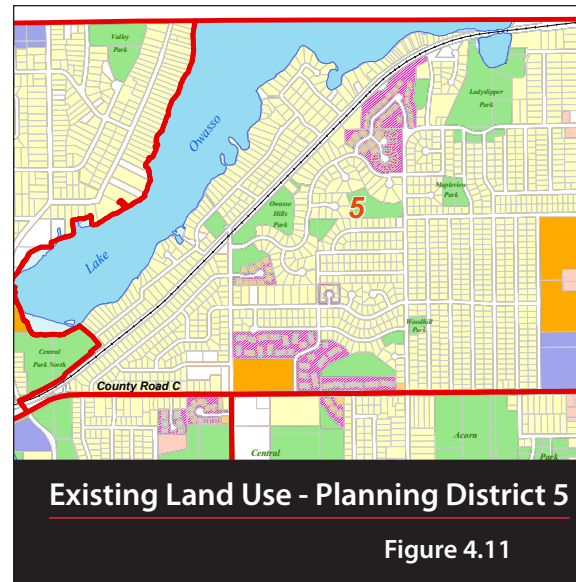 Valley
Park
Owasso
Lake
Ladyslipper
Park
Mapleview
Park
Owasso
Hills
Park
5
Woodhill
Park
Central
Park North
County Road C
Central
Acorn
Park
Existing Land Use - Planning District 5
Figure 4.11